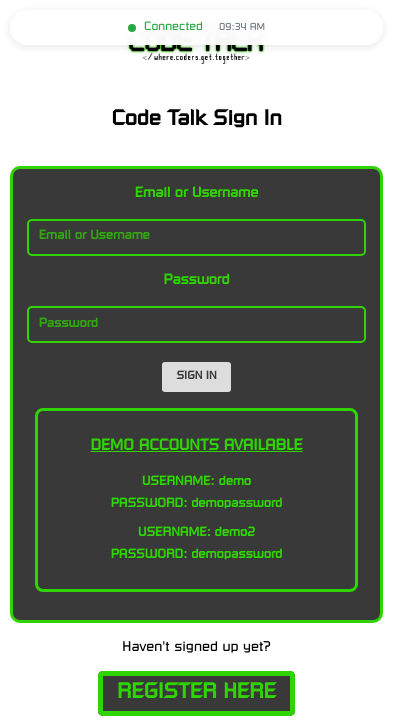 Connected 09:34 AM
CODE TALK
</where.coders.get.together>
Code Talk Sign In
Email or Username
Email or Username
Password
Password
SIGN IN
DEMO ACCOUNTS AVAILABLE
USERNAME: demo
PASSWORD: demopassword
USERNAME: demo2
PASSWORD: demopassword
Haven't signed up yet?
REGISTER HERE